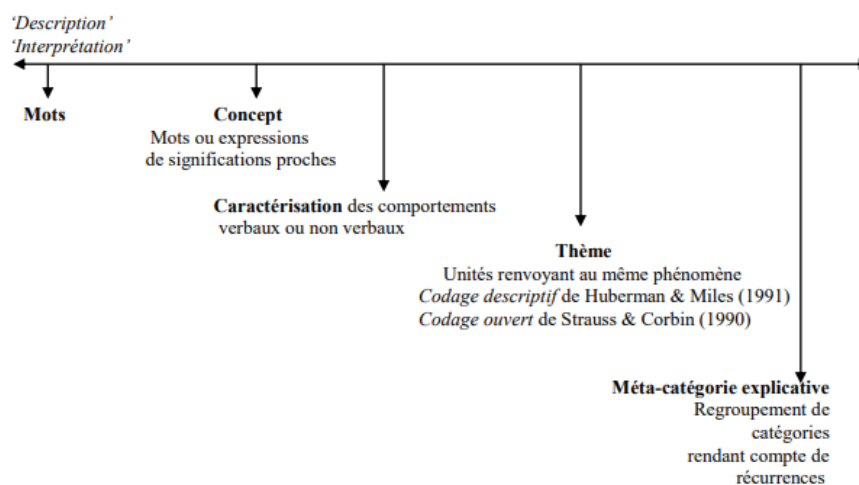 ‘Description’
‘Interprétation’
Mots
Concept
Mots ou expressions
de significations proches
Caractérisation des comportements
verbaux ou non verbaux
Thème
Unités renvoyant au même phénomène
Codage descriptif de Huberman & Miles (1991)
Codage ouvert de Strauss & Corbin (1990)
Méta-catégorie explicative
Regroupement de
catégories
rendant compte de
récurrences